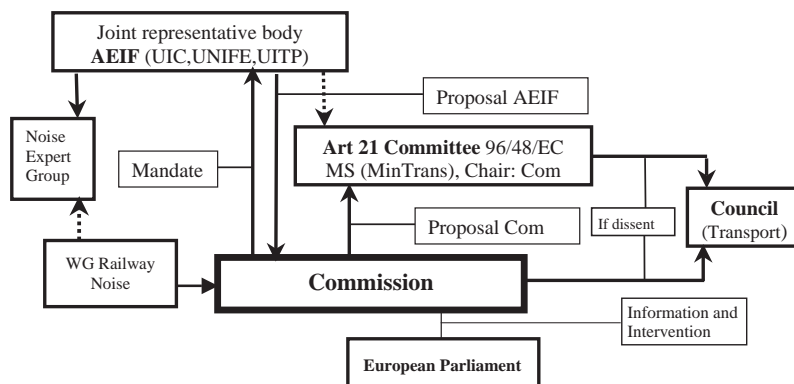 Joint representative body
AEIF (UIC,UNIFE,UITP)
Proposal AEIF
Noise
Expert
Group
Mandate
Art 21 Committee 96/48/EC
MS (MinTrans), Chair: Com
Proposal Com
If dissent
Council
(Transport)
WG Railway
Noise
Commission
Information and
Intervention
European Parliament